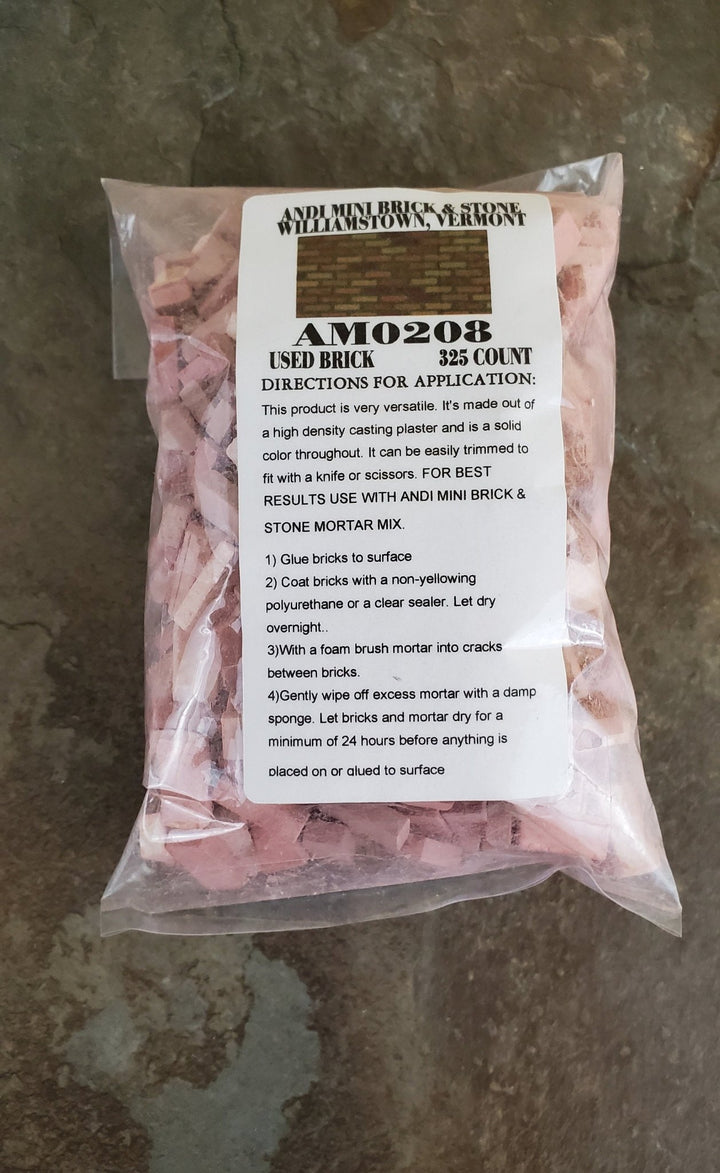 ANDI MINI BRICK & STONE
WILLIAMSTOWN, VERMONT
AM0208
USED BRICK 325 COUNT
DIRECTIONS FOR APPLICATION:
This product is very versatile. It's made out of
a high density casting plaster and is a solid
color throughout. It can be easily trimmed to
fit with a knife or scissors. FOR BEST
RESULTS USE WITH ANDI MINI BRICK &
STONE MORTAR MIX.
1) Glue bricks to surface
2) Coat bricks with a non-yellowing
polyurethane or a clear sealer. Let dry
overnight..
3)With a foam brush mortar into cracks
between bricks.
4)Gently wipe off excess mortar with a damp
sponge. Let bricks and mortar dry for a
minimum of 24 hours before anything is
placed on or glued to surface